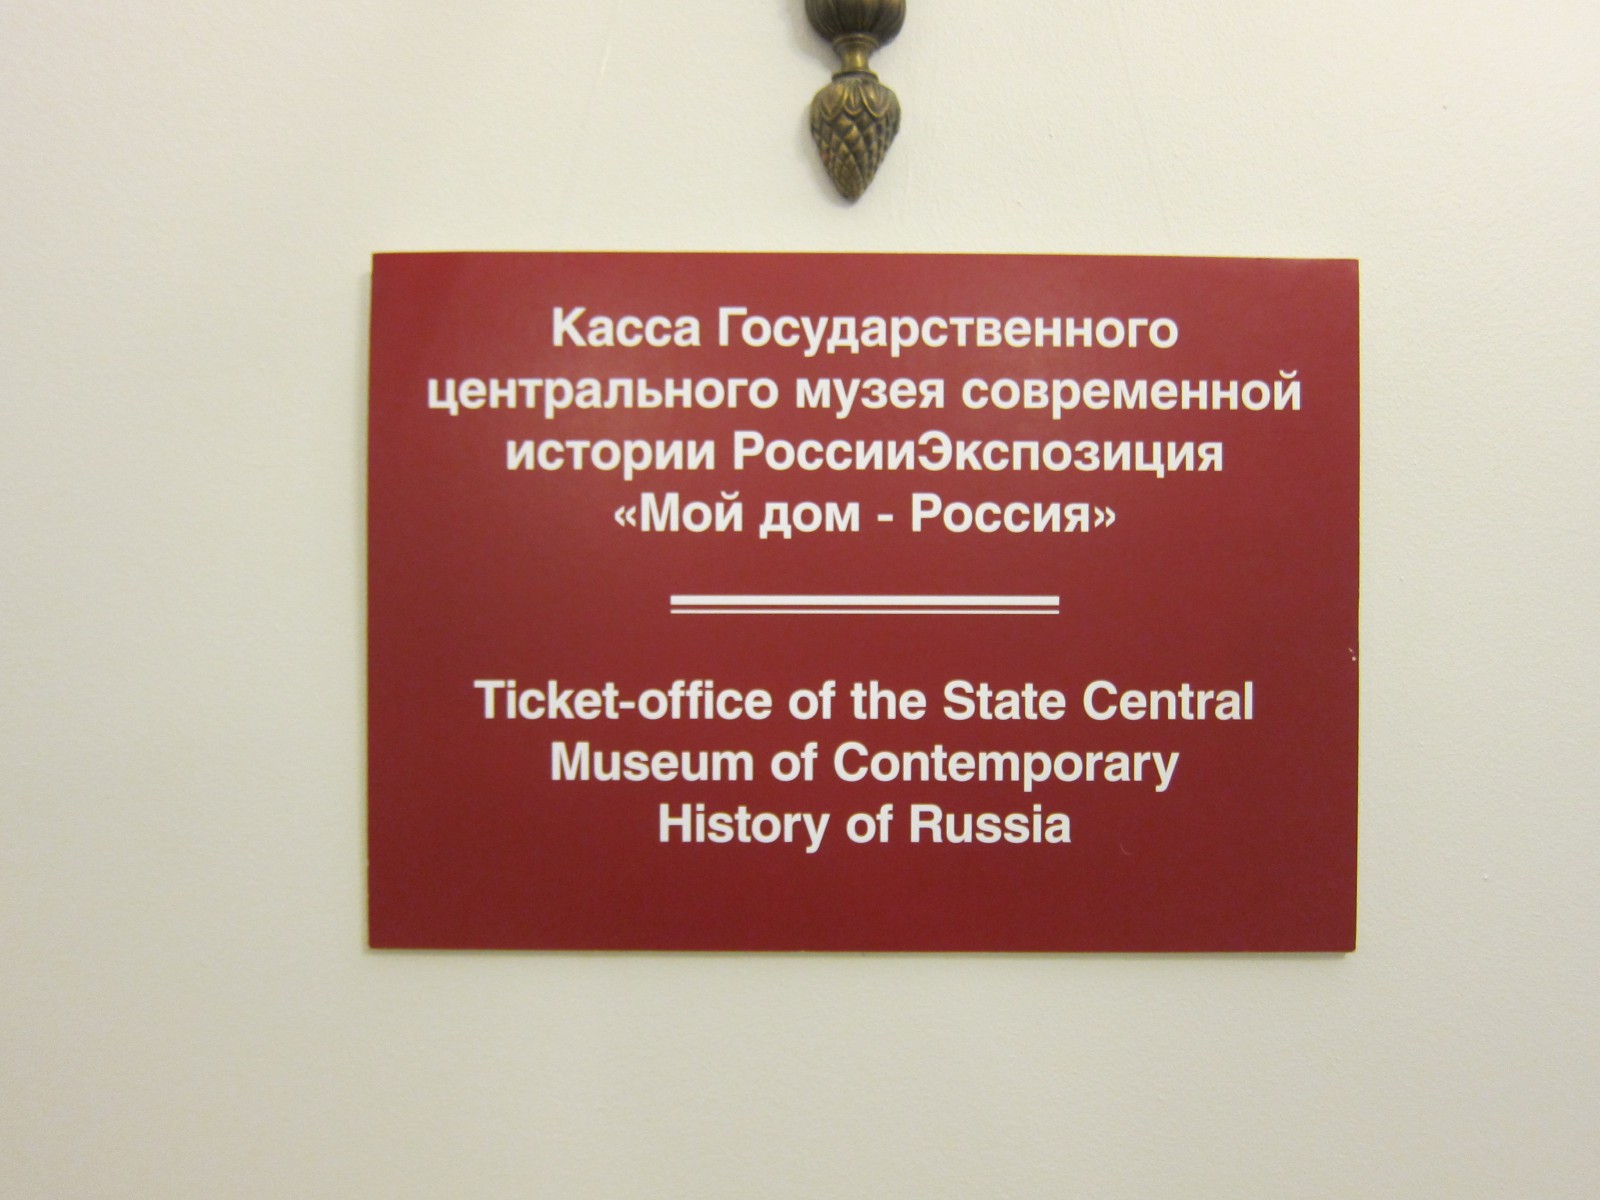 Касса Государственного
центрального музея современной
истории РоссииЭкспозиция
«Мой дом - Россия»
Ticket-office of the State Central
Museum of Contemporary
History of Russia